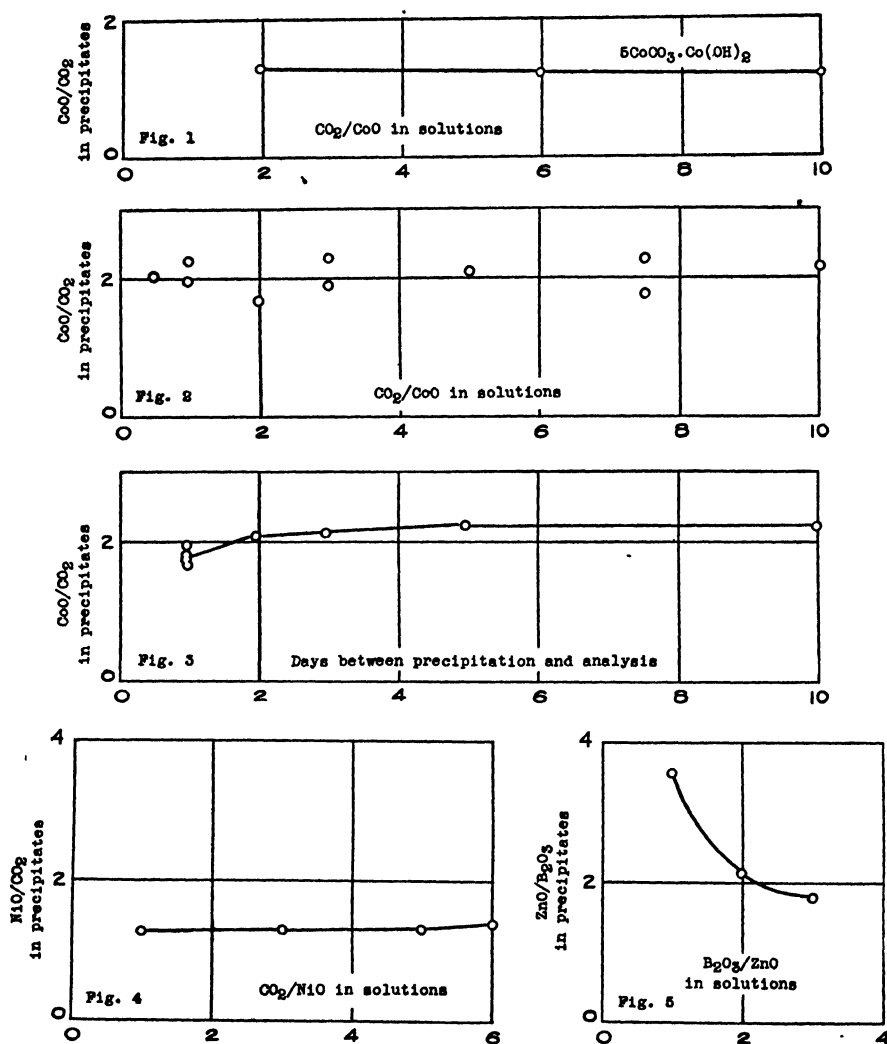 2
5CoCO₃.Co(OH)₂
CoO/CO₂
in precipitates
Fig. 1
CO₂/CoO in solutions
0
0 2 4 6 8 10
2
CoO/CO₂
in precipitates
Fig. 2
CO₂/CoO in solutions
0
0 2 4 6 8 10
2
CoO/CO₂
in precipitates
Fig. 3
Days between precipitation and analysis
0
0 2 4 6 8 10
4
2
NiO/CO₂
in precipitates
Fig. 4
CO₂/NiO in solutions
0
0 2 4 6
4
2
ZnO/B₂O₃
in precipitates
B₂O₃/ZnO
in solutions
Fig. 5
0
0 2 4